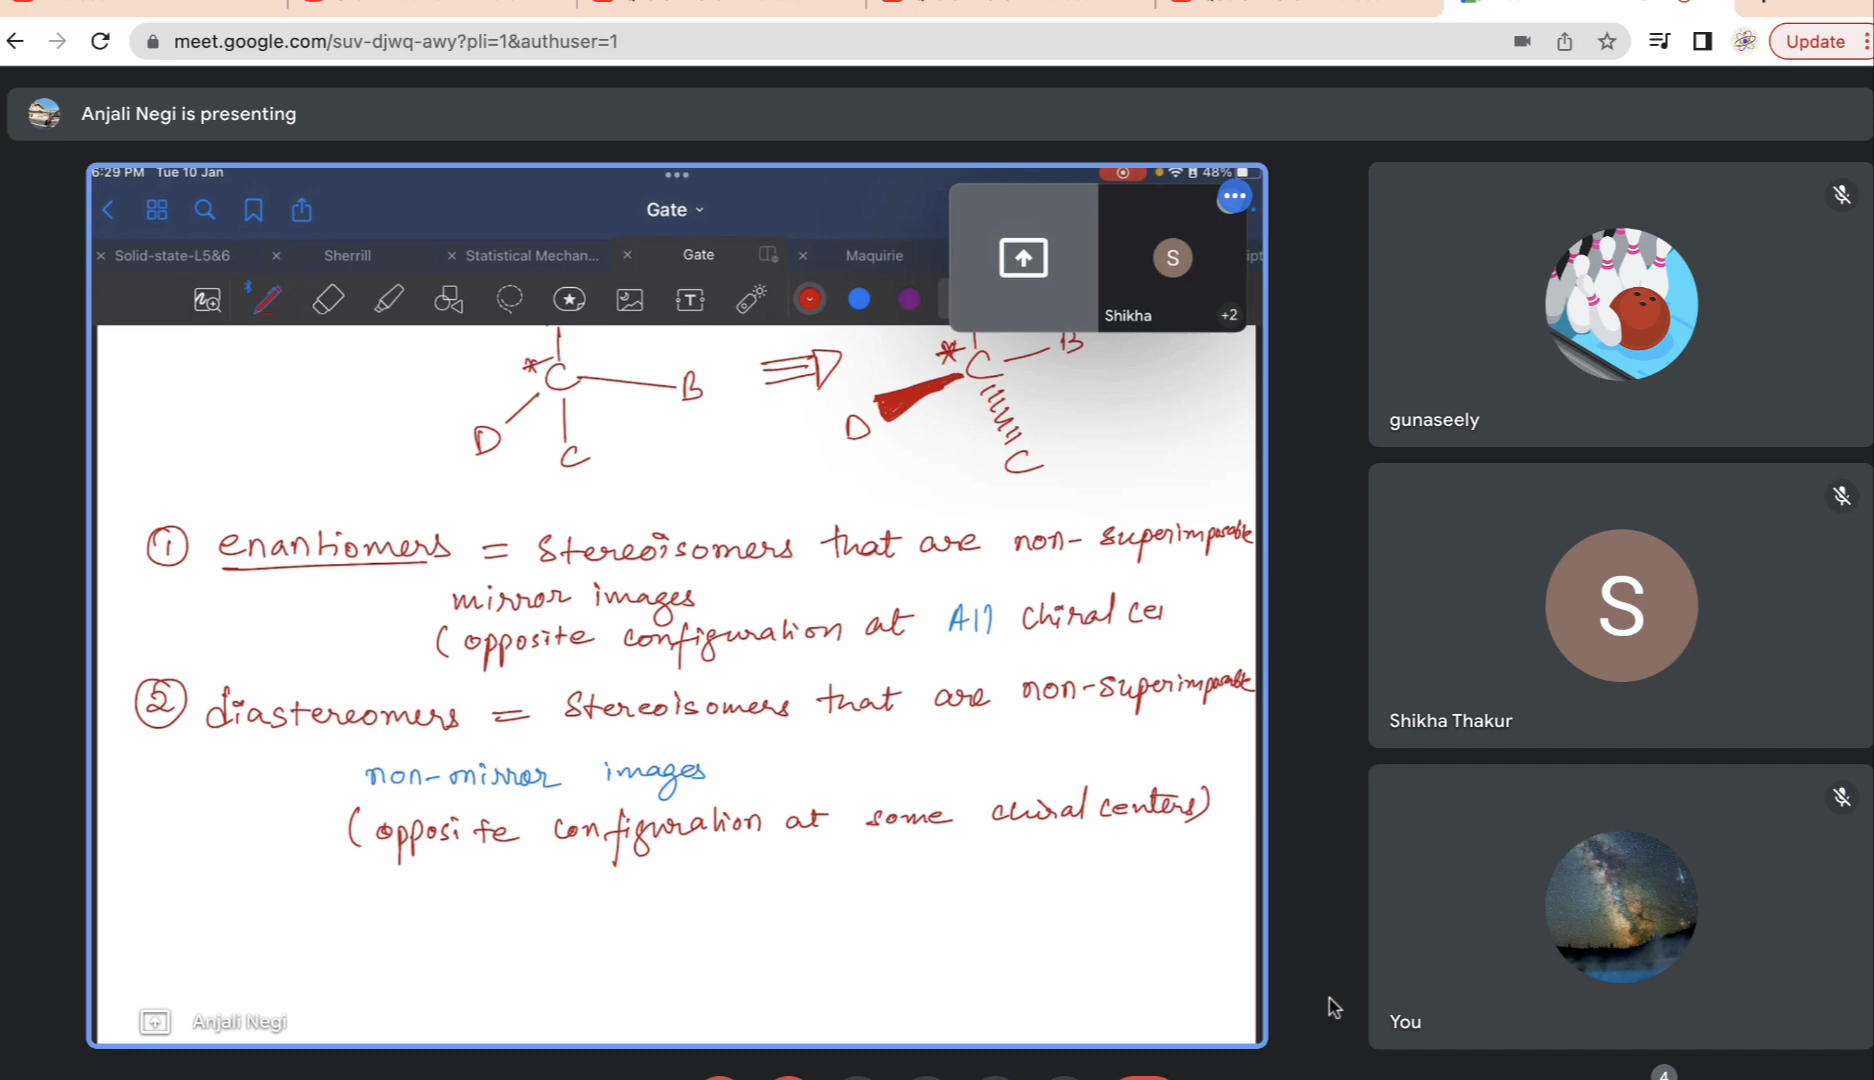 meet.google.com/suv-djwq-awy?pli=1&authuser=1
Update
Anjali Negi is presenting
6:29 PM Tue 10 Jan
48%
Gate
Solid-state-L5&6
Sherrill
Statistical Mechan...
Gate
Maquirie
ipt
S
Shikha
+2
* C B
D
C
* C B
D
C
① enantiomers = Stereoisomers that are non-superimposable
mirror images
(opposite configuration at All chiral cen
② diastereomers = Stereoisomers that are non-superimposable
non-mirror images
(opposite configuration at some chiral centers)
Anjali Negi
gunaseely
S
Shikha Thakur
You
4